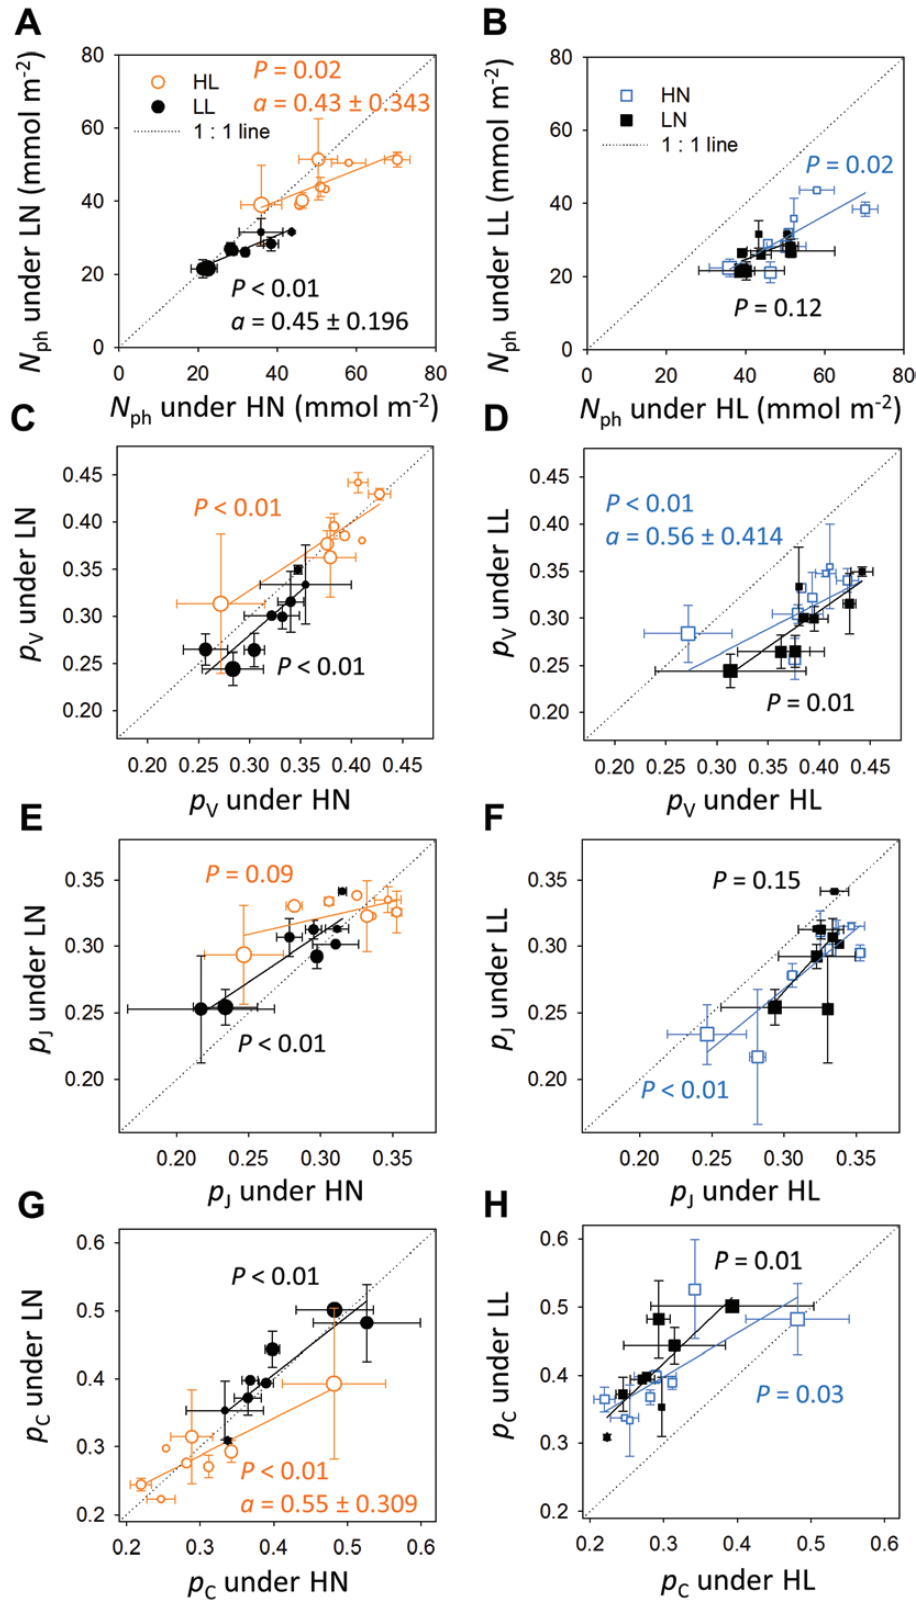 A
80
60
40
20
0
0 20 40 60 80
HL
LL
1 : 1 line
P = 0.02
a = 0.43 ± 0.343
P < 0.01
a = 0.45 ± 0.196
Nph under LN (mmol m-2)
Nph under HN (mmol m-2)
B
80
60
40
20
0
0 20 40 60 80
HN
LN
1 : 1 line
P = 0.02
P = 0.12
Nph under LL (mmol m-2)
Nph under HL (mmol m-2)
C
0.45
0.40
0.35
0.30
0.25
0.20
0.20 0.25 0.30 0.35 0.40 0.45
P < 0.01
P < 0.01
pV under LN
pV under HN
D
0.45
0.40
0.35
0.30
0.25
0.20
0.20 0.25 0.30 0.35 0.40 0.45
P < 0.01
a = 0.56 ± 0.414
P = 0.01
pV under LL
pV under HL
E
0.35
0.30
0.25
0.20
0.20 0.25 0.30 0.35
P = 0.09
P < 0.01
pJ under LN
pJ under HN
F
0.35
0.30
0.25
0.20
0.20 0.25 0.30 0.35
P = 0.15
P < 0.01
pJ under LL
pJ under HL
G
0.6
0.5
0.4
0.3
0.2
0.2 0.3 0.4 0.5 0.6
P < 0.01
P < 0.01
a = 0.55 ± 0.309
pC under LN
pC under HN
H
0.6
0.5
0.4
0.3
0.2
0.2 0.3 0.4 0.5 0.6
P = 0.01
P = 0.03
pC under LL
pC under HL